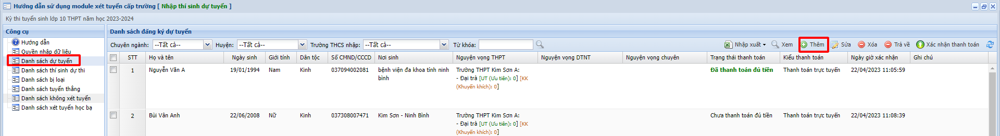 Hướng dẫn sử dụng module xét tuyển cấp trường [ Nhập thí sinh dự tuyển ]
Kỳ thi tuyển sinh lớp 10 THPT năm học 2023-2024
Công cụ
Hướng dẫn
Quyền nhập dữ liệu
Danh sách dự tuyển
Danh sách thí sinh dự thi
Danh sách bị loại
Danh sách tuyển thẳng
Danh sách không xét tuyển
Danh sách xét tuyển học bạ
Danh sách đăng ký dự tuyển
Chuyên ngành: --Tất cả-- Huyện: --Tất cả-- Trường THCS nhập: --Tất cả-- Từ khóa: Nhập xuất Xem Thêm Sửa Xóa Trả về Xác nhận thanh toán
STT Họ và tên Ngày sinh Giới tính Dân tộc Số CMND/CCCD Nơi sinh Nguyện vọng THPT Nguyện vọng DTNT Nguyện vọng chuyên Trạng thái thanh toán Kiểu thanh toán Ngày giờ xác nhận Ghi chú
1 Nguyễn Văn A 19/01/1994 Nam Kinh 037094002081 bệnh viện đa khoa tỉnh ninh Trường THPT Kim Sơn A: Đã thanh toán đủ tiền Thanh toán trực tuyến 22/04/2023 11:05:59
bình - Đại trà [UT (Ưu tiên): 0] [KK
(Khuyến khích): 0]
2 Bùi Vân Anh 22/06/2008 Nữ Kinh 037308007471 Kim Sơn - Ninh Bình Trường THPT Kim Sơn A: Chưa thanh toán đủ tiền Thanh toán trực tuyến 22/04/2023 11:08:39
- Đại trà [UT (Ưu tiên): 0] [KK
(Khuyến khích): 0]